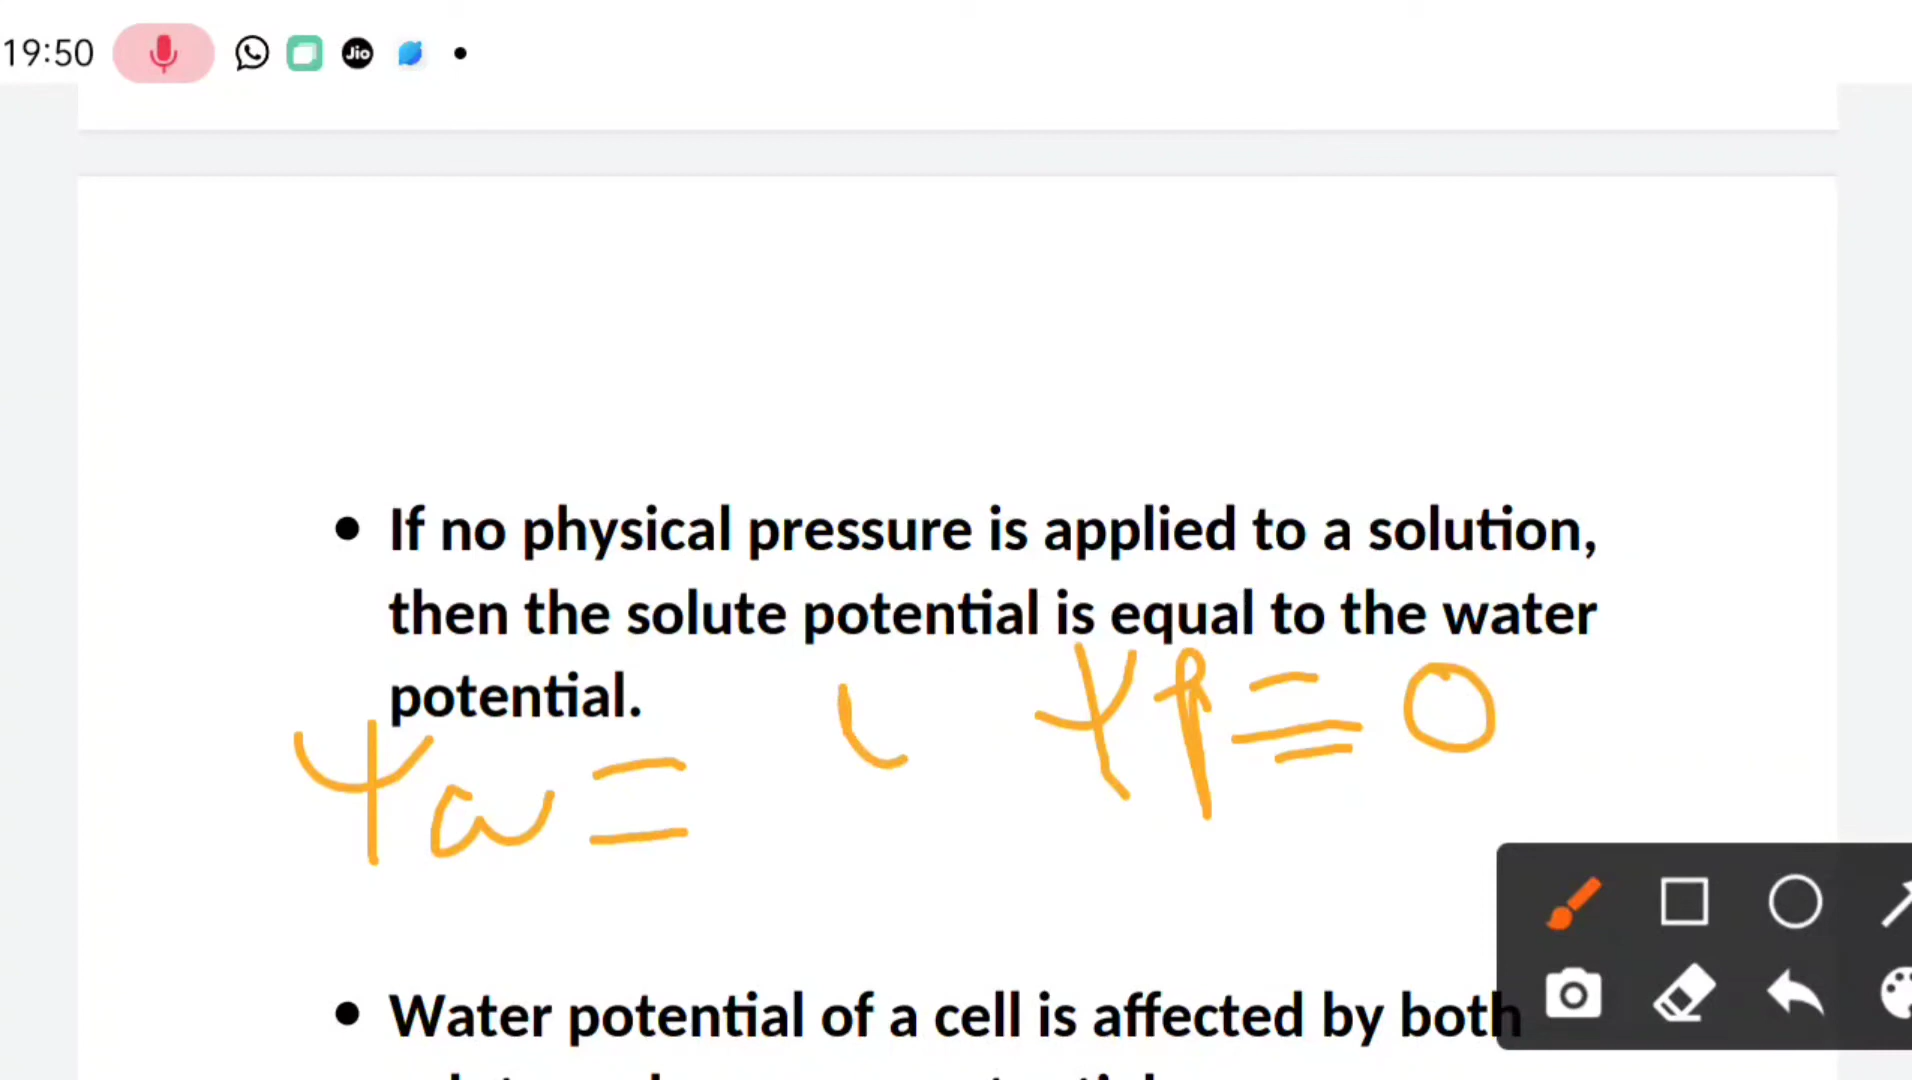 19:50
Jio
• If no physical pressure is applied to a solution,
then the solute potential is equal to the water
potential.
Ψp = 0
Ψw =
• Water potential of a cell is affected by both